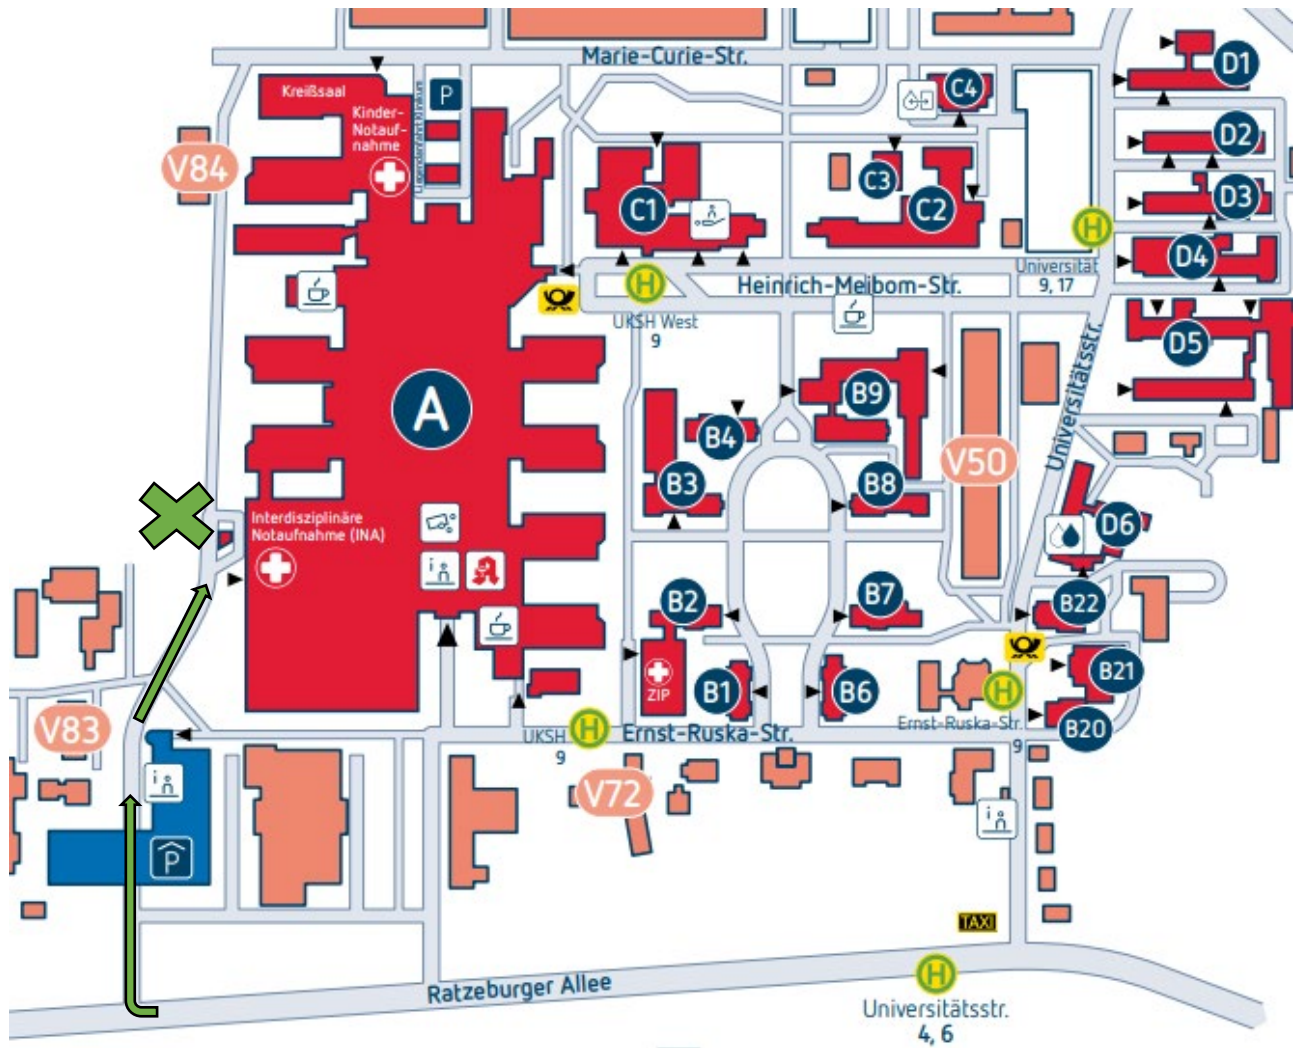 Marie-Curie-Str.
Kreißsaal
Kinder-
Notauf-
nahme
Liegendanfahrt Klinikum
P
C4
D1
D2
V84
C3
C1
C2
D3
H
D4
Universität
9, 17
H
Heinrich-Meibom-Str.
UKSH West
9
D5
Universitätsstr.
A
B9
B4
V50
B3
B8
Interdisziplinäre
Notaufnahme (INA)
D6
i
B2
B7
B22
ZIP
B1
B6
B21
H
B20
V83
UKSH
9
H
Ernst-Ruska-Str.
Ernst-Ruska-Str.
9
i
V72
i
P
TAXI
H
Ratzeburger Allee
Universitätsstr.
4, 6